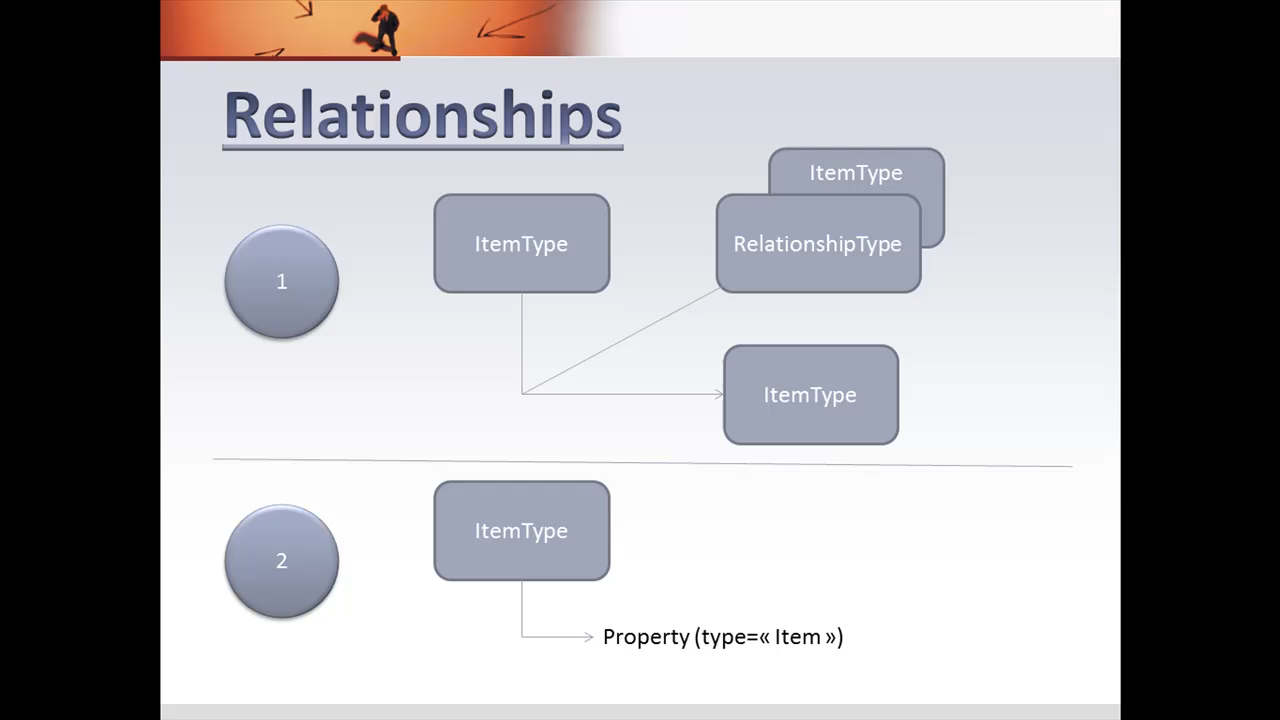 Relationships
ItemType
1
ItemType
RelationshipType
ItemType
2
ItemType
Property (type=« Item »)